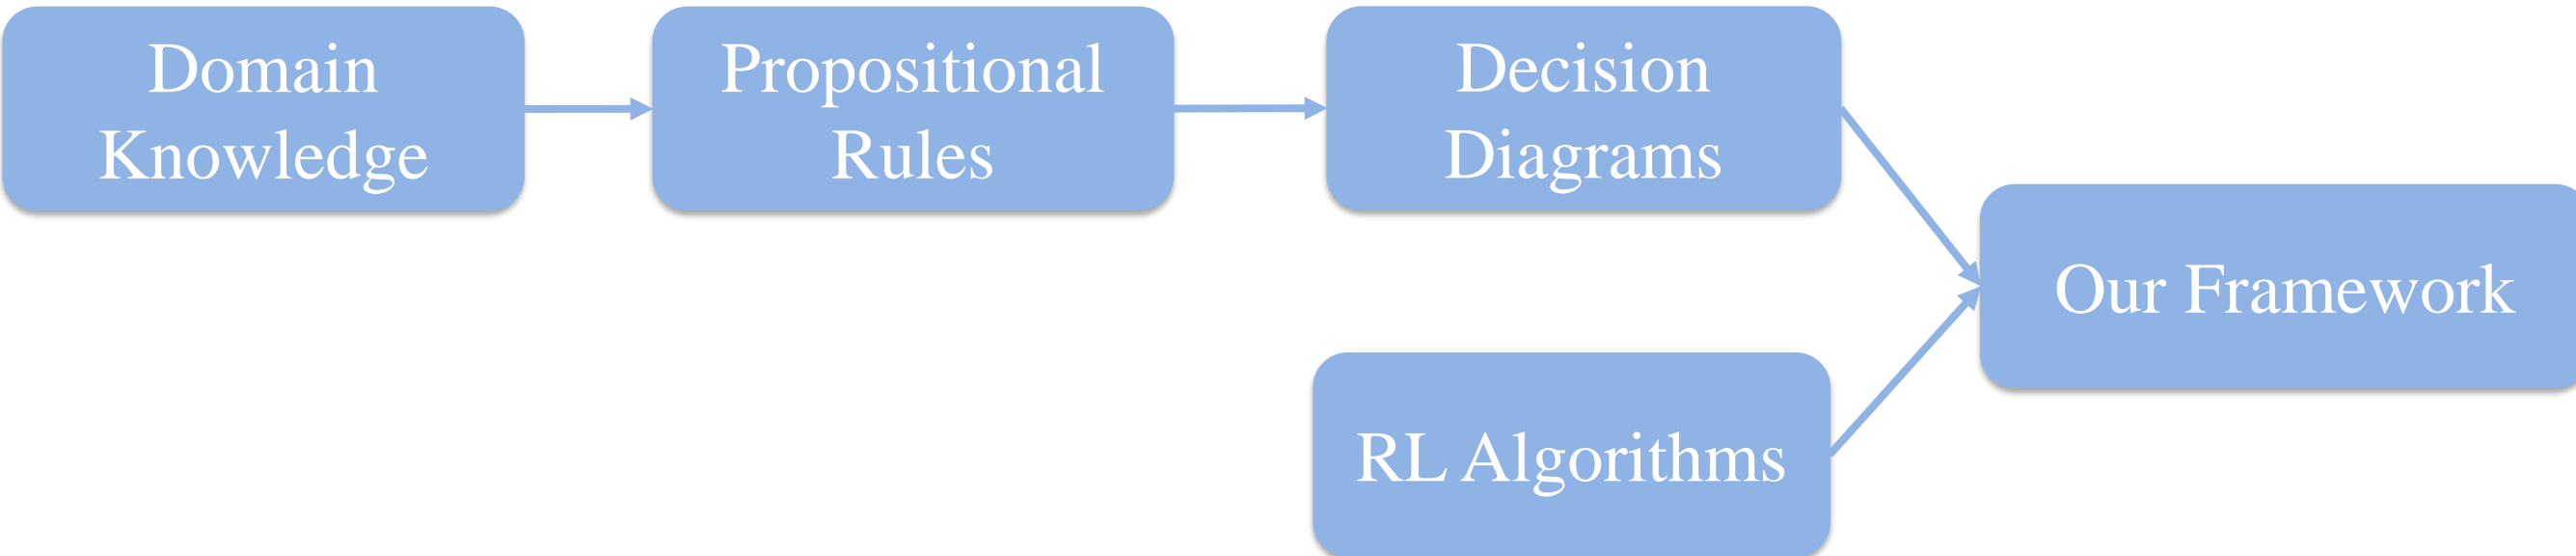 Domain
Knowledge
Propositional
Rules
Decision
Diagrams
Our Framework
RL Algorithms